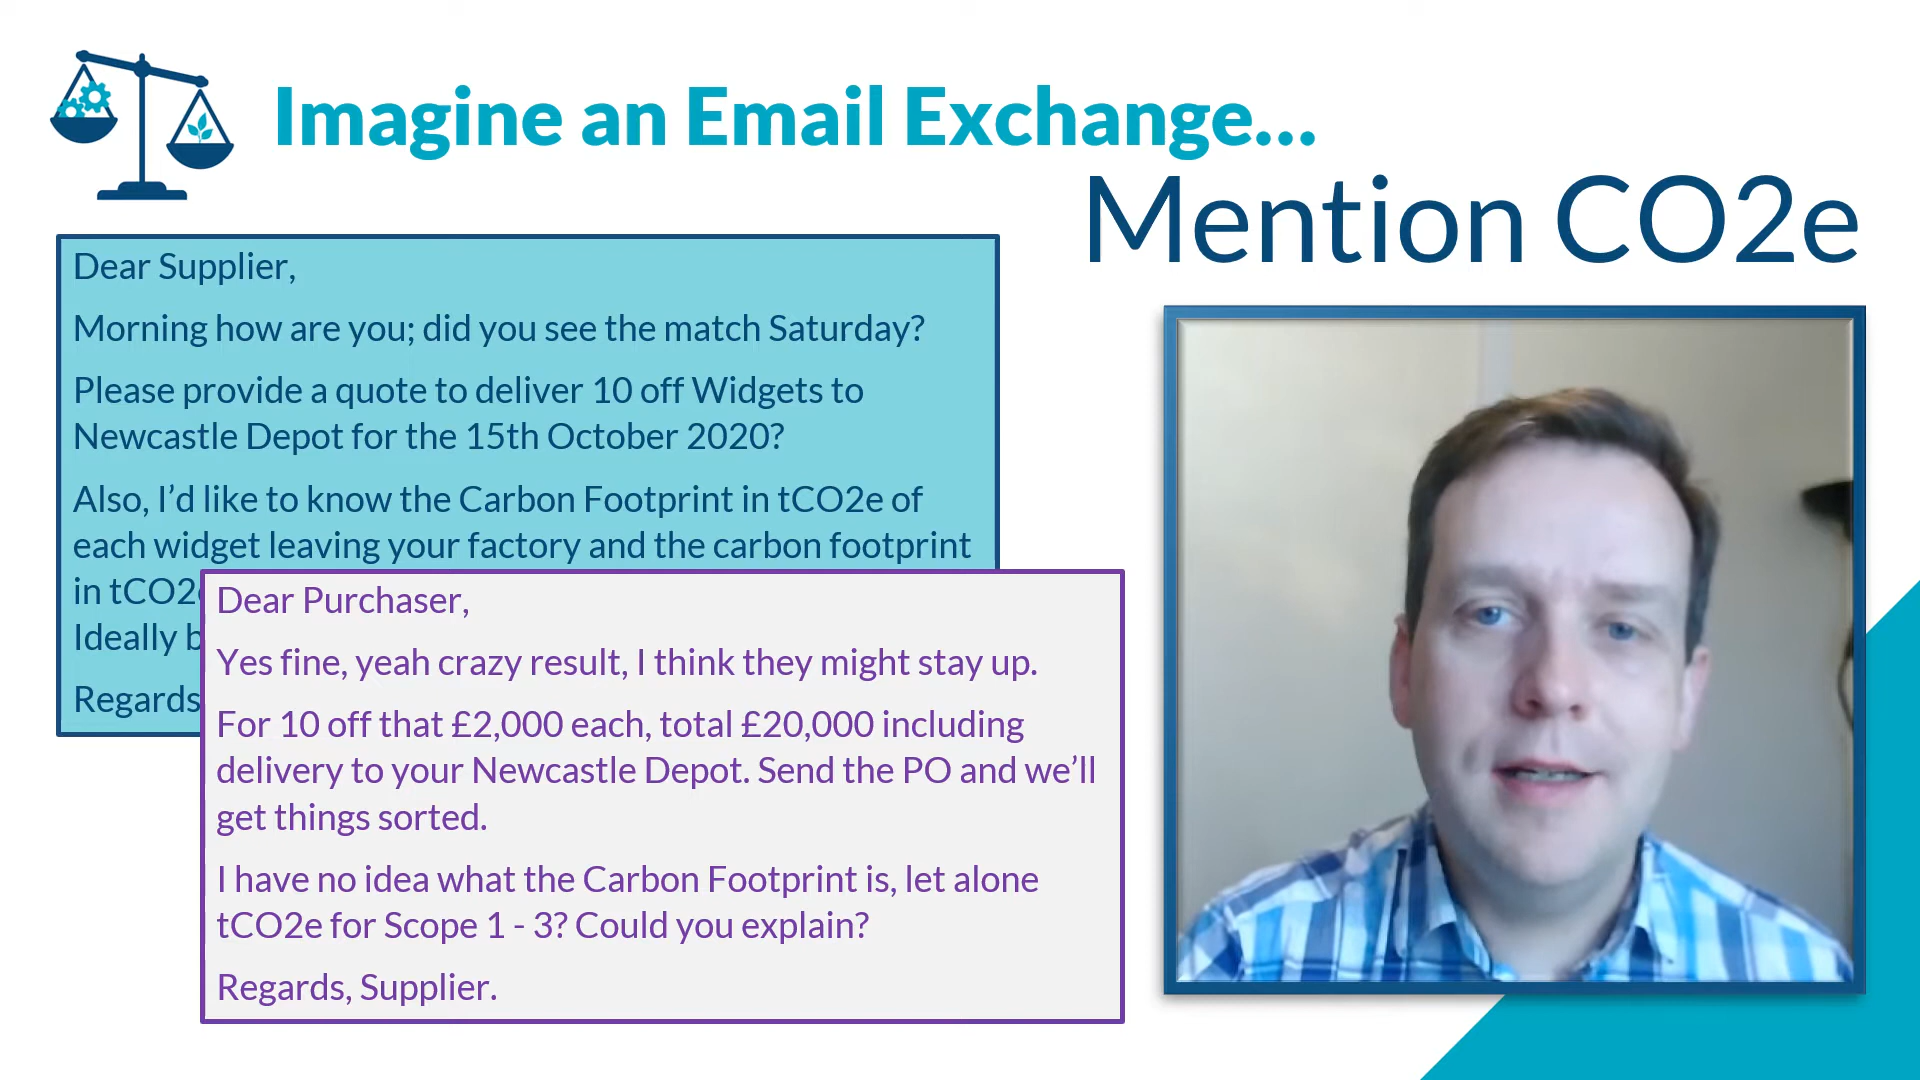 Imagine an Email Exchange...
Mention CO2e
Dear Supplier,
Morning how are you; did you see the match Saturday?
Please provide a quote to deliver 10 off Widgets to
Newcastle Depot for the 15th October 2020?
Also, I’d like to know the Carbon Footprint in tCO2e of
each widget leaving your factory and the carbon footprint
in
Ideally
Regards
Dear Purchaser,
Yes fine, yeah crazy result, I think they might stay up.
For 10 off that £2,000 each, total £20,000 including
delivery to your Newcastle Depot. Send the PO and we’ll
get things sorted.
I have no idea what the Carbon Footprint is, let alone
tCO2e for Scope 1 - 3? Could you explain?
Regards, Supplier.